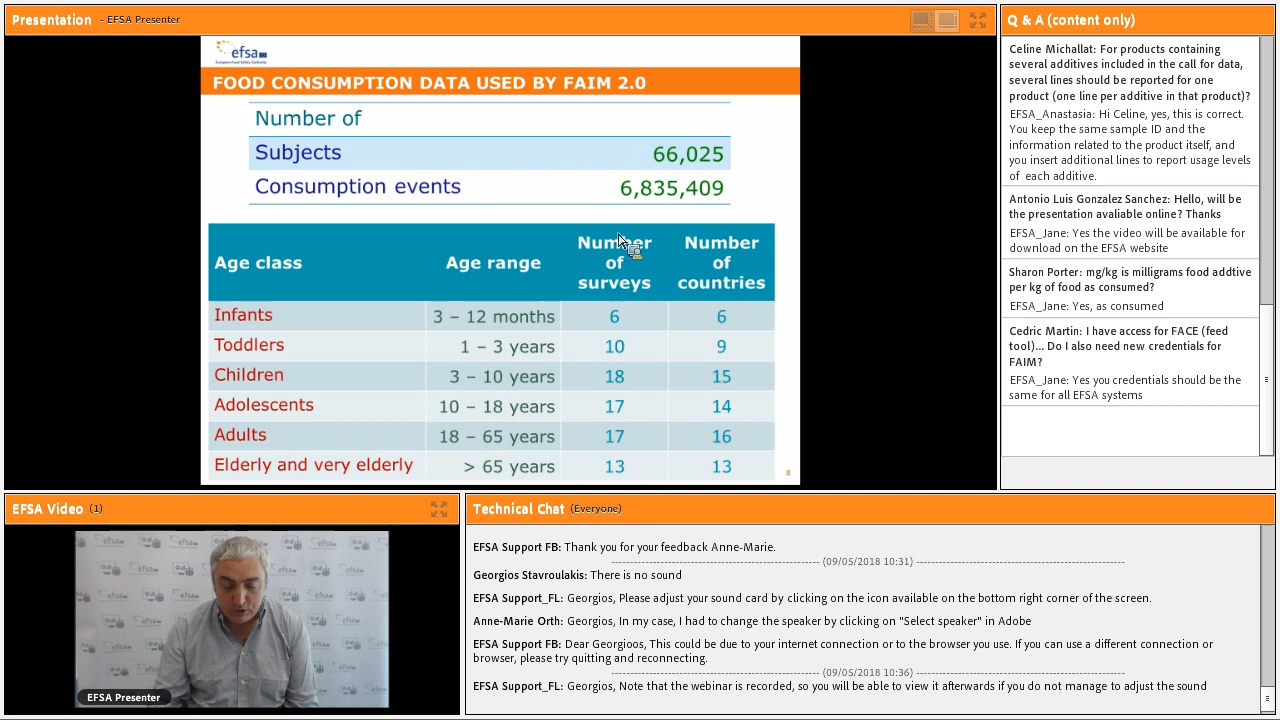 Presentation - EFSA Presenter
efsa
European Food Safety Authority
FOOD CONSUMPTION DATA USED BY FAIM 2.0
Number of
Subjects 66,025
Consumption events 6,835,409
Age class Age range Number of surveys Number of countries
Infants 3 – 12 months 6 6
Toddlers 1 – 3 years 10 9
Children 3 – 10 years 18 15
Adolescents 10 – 18 years 17 14
Adults 18 – 65 years 17 16
Elderly and very elderly > 65 years 13 13
8
Q & A (content only)
Celine Michallat: For products containing
several additives included in the call for data,
several lines should be reported for one
product (one line per additive in that product)?
EFSA_Anastasia: Hi Celine, yes, this is correct.
You keep the same sample ID and the
information related to the product itself, and
you insert additional lines to report usage levels
of each additive.
Antonio Luis Gonzalez Sanchez: Hello, will be
the presentation avaliable online? Thanks
EFSA_Jane: Yes the video will be available for
download on the EFSA website
Sharon Porter: mg/kg is milligrams food addtive
per kg of food as consumed?
EFSA_Jane: Yes, as consumed
Cedric Martin: I have access for FACE (feed
tool)... Do I also need new credentials for
FAIM?
EFSA_Jane: Yes you credentials should be the
same for all EFSA systems
EFSA Video (1)
EFSA Presenter
Technical Chat (Everyone)
EFSA Support FB: Thank you for your feedback Anne-Marie.
(09/05/2018 10:31)
Georgios Stavroulakis: There is no sound
EFSA Support_FL: Georgios, Please adjust your sound card by clicking on the icon available on the bottom right corner of the screen.
Anne-Marie Orth: Georgios, In my case, I had to change the speaker by clicking on "Select speaker" in Adobe
EFSA Support FB: Dear Georgioos, This could be due to your internet connection or to the browser you use. If you can use a different connection or
browser, please try quitting and reconnecting.
(09/05/2018 10:36)
EFSA Support_FL: Georgios, Note that the webinar is recorded, so you will be able to view it afterwards if you do not manage to adjust the sound